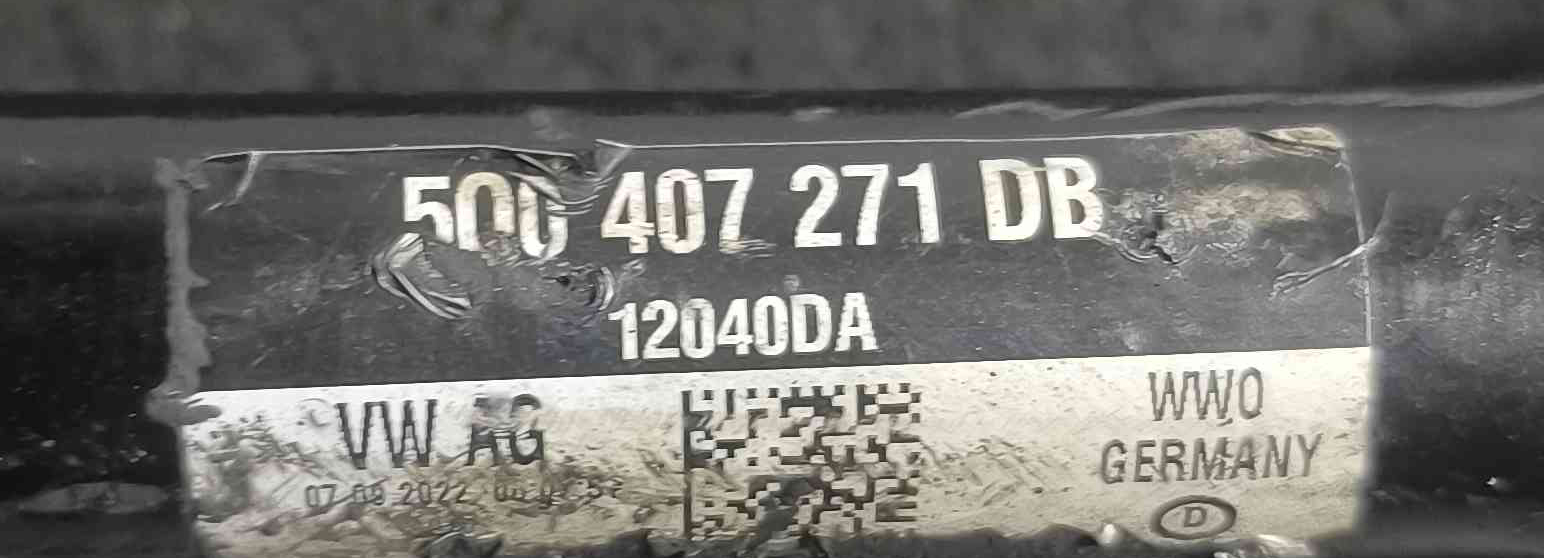 5Q0 407 271 DB
12040DA
VW AG
WWO
GERMANY
D